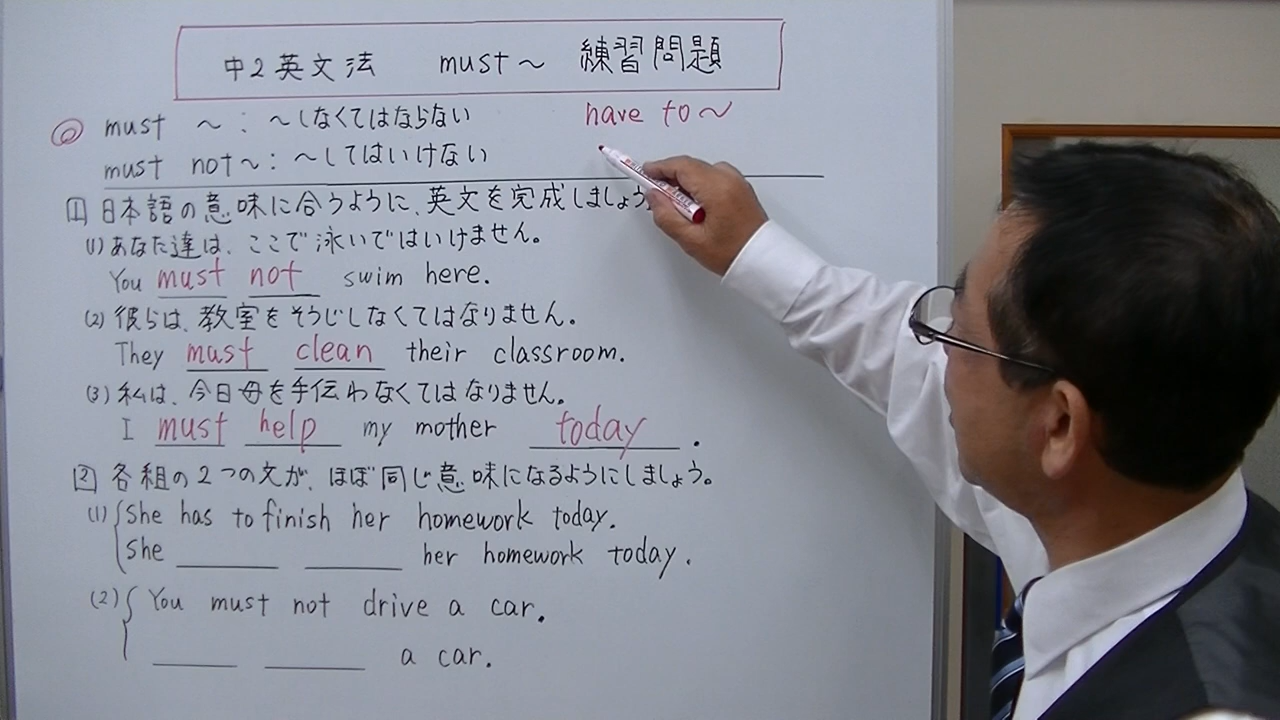 中2英文法 must～ 練習問題
◎ must ～：～しなくてはならない have to～
must not～：～してはいけない
1 日本語の意味に合うように、英文を完成しましょう
(1) あなた達は、ここで泳いではいけません。
You must not swim here.
(2) 彼らは、教室をそうじしなくてはなりません。
They must clean their classroom.
(3) 私は、今日母を手伝わなくてはなりません。
I must help my mother today.
2 各組の2つの文が、ほぼ同じ意味になるようにしましょう。
(1) She has to finish her homework today.
She ____ ____ her homework today.
(2) You must not drive a car.
____ ____ a car.